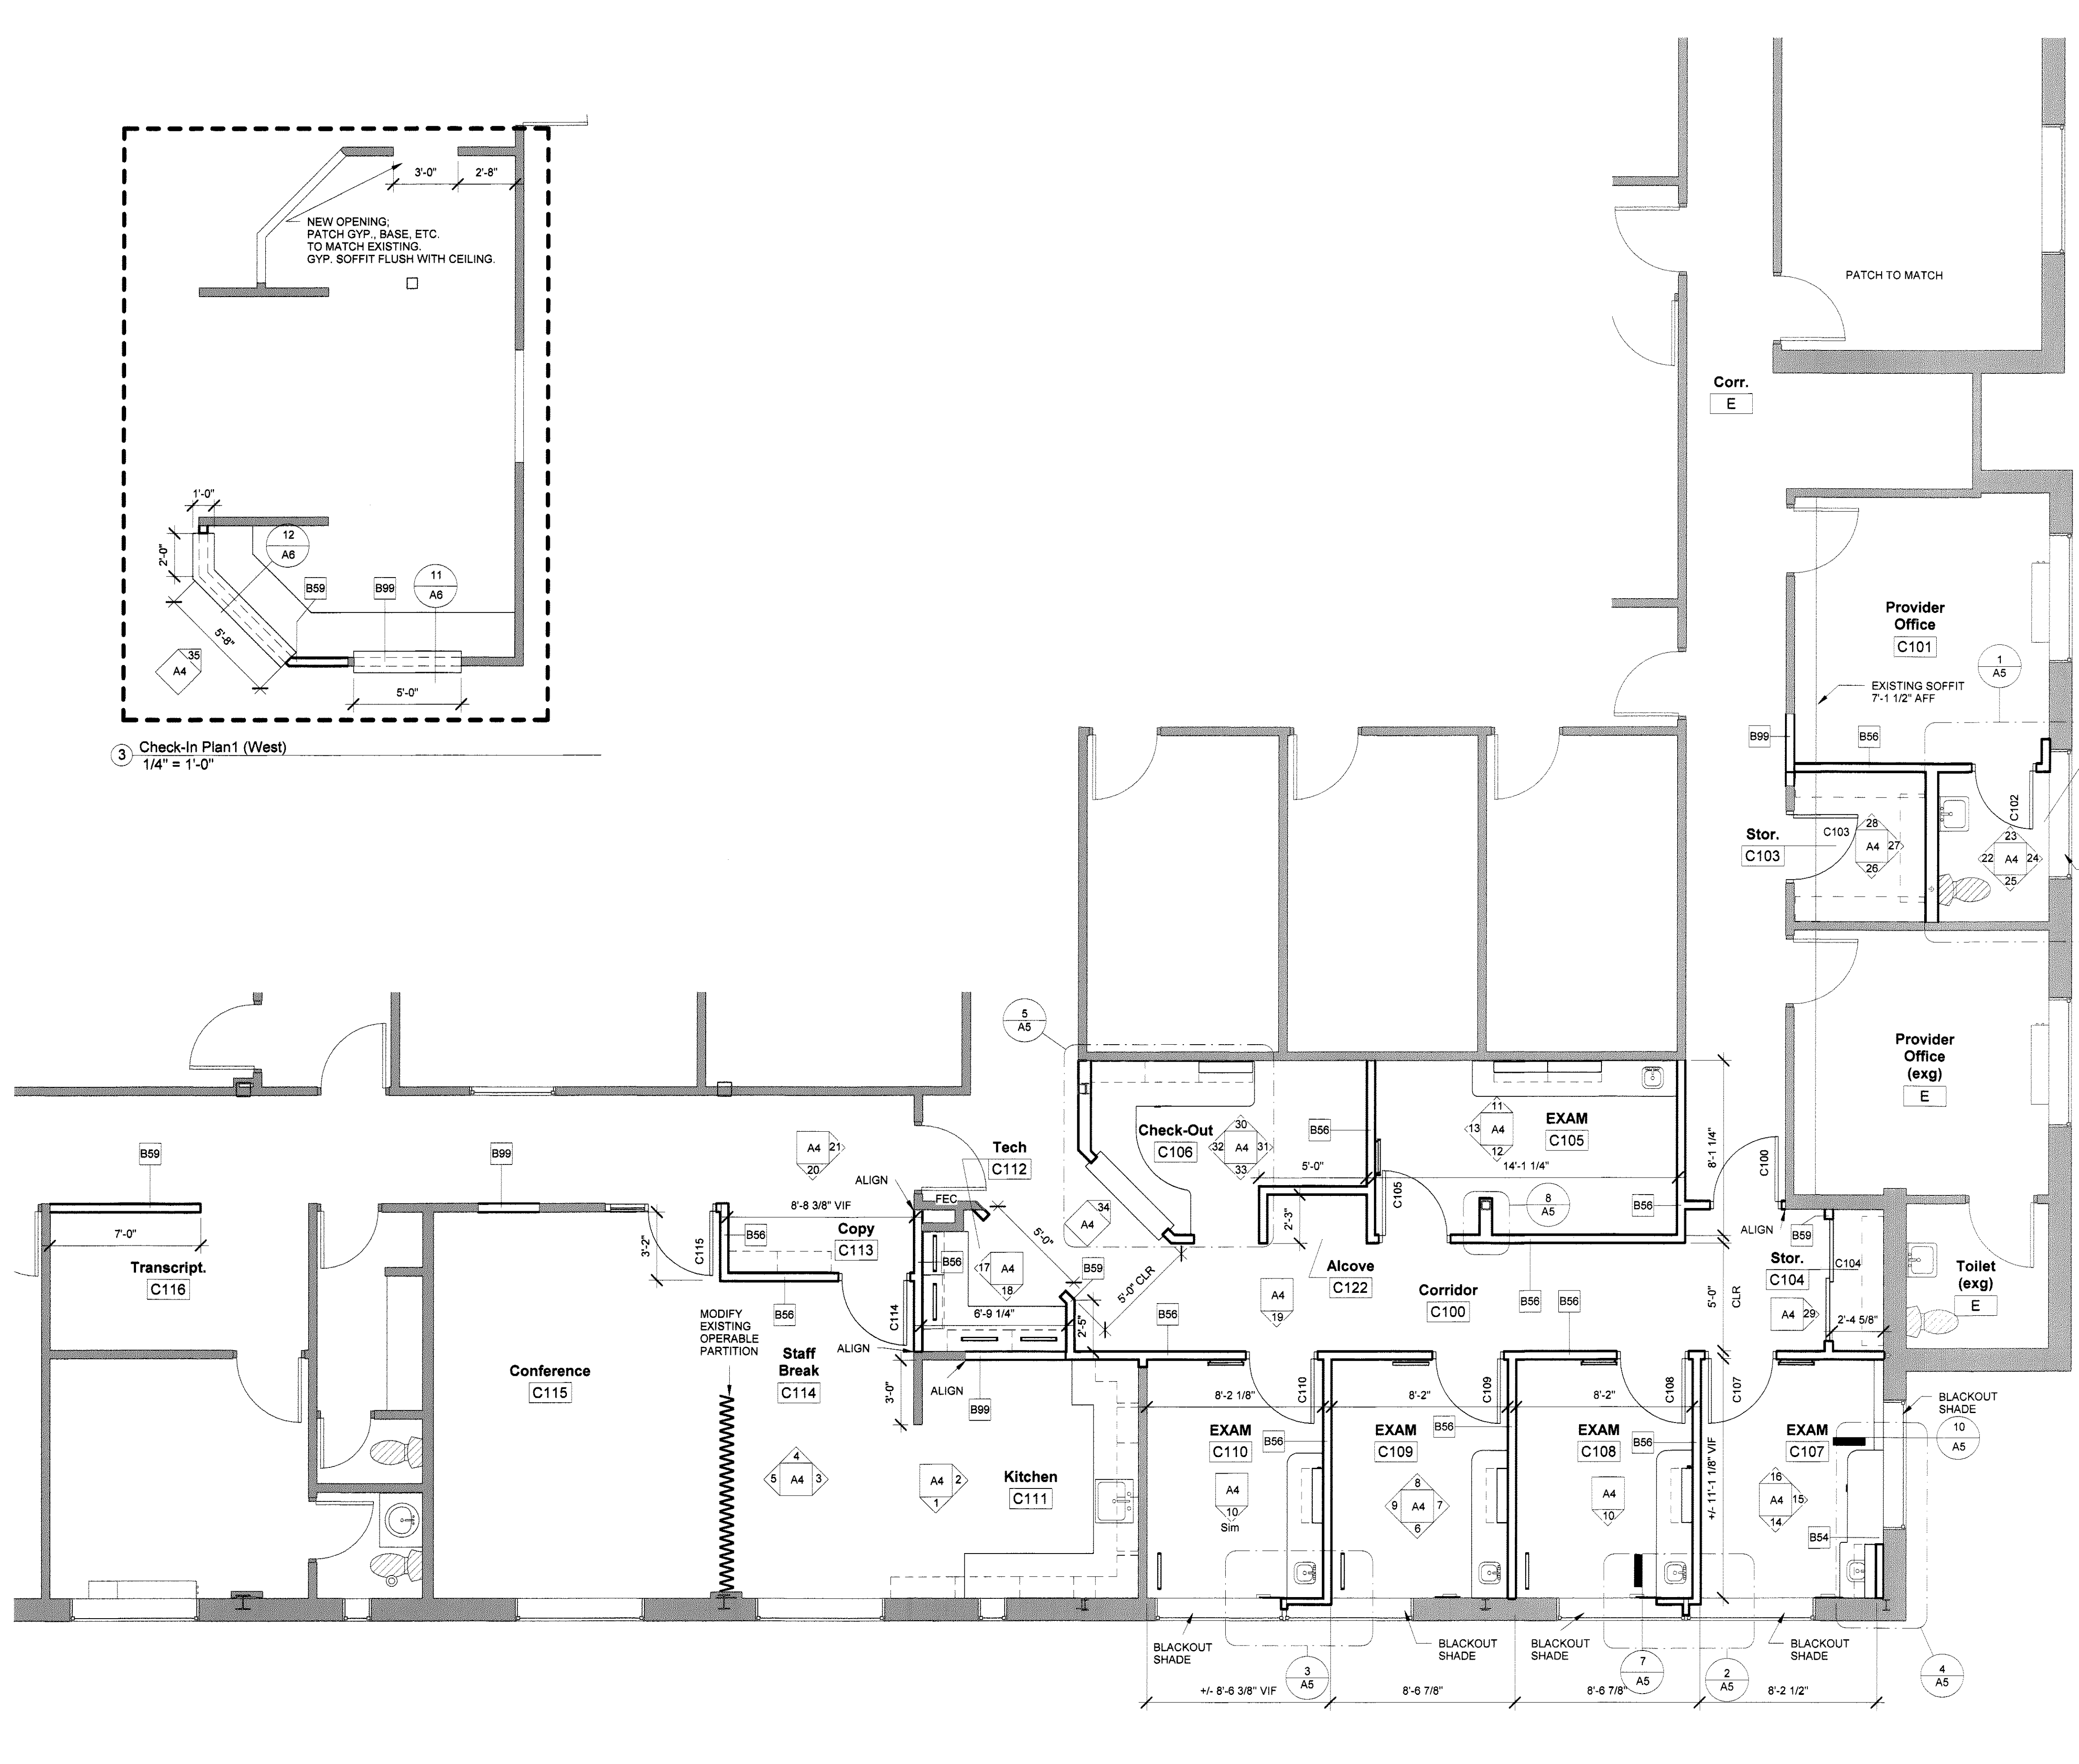 3'-0"
2'-8"
NEW OPENING;
PATCH GYP., BASE, ETC.
TO MATCH EXISTING.
GYP. SOFFIT FLUSH WITH CEILING.
1'-0"
2'-0"
12
A6
B59
B99
11
A6
5'-8"
35
A4
5'-0"
3
Check-In Plan1 (West)
1/4" = 1'-0"
PATCH TO MATCH
Corr.
E
Provider
Office
C101
1
A5
EXISTING SOFFIT
7'-1 1/2" AFF
B99
B56
C102
Stor.
C103
C103
28
A4
27
26
23
22
A4
24
25
Provider
Office
(exg)
E
5
A5
Check-Out
C106
30
32
A4
31
33
B56
5'-0"
11
13
A4
12
EXAM
C105
14'-1 1/4"
8'-1 1/4"
C100
C105
8
A5
B56
2'-3"
34
A4
ALIGN
B59
Stor.
C104
C104
A4
29
2'-4 5/8"
Toilet
(exg)
E
B59
7'-0"
Transcript.
C116
B99
A4
21
20
ALIGN
FEC
Tech
C112
8'-8 3/8" VIF
Copy
C113
3'-2"
C115
B56
B56
17
A4
18
5'-0"
B59
5'-0" CLR
6'-9 1/4"
2'-5"
B56
C114
ALIGN
MODIFY
EXISTING
OPERABLE
PARTITION
Staff
Break
C114
3'-0"
ALIGN
B99
Conference
C115
4
5
A4
3
A4
2
1
Kitchen
C111
B56
A4
19
Alcove
C122
Corridor
C100
B56
B56
5'-0"
CLR
8'-2 1/8"
C110
8'-2"
C109
8'-2"
C108
C107
EXAM
C110
B56
A4
10
Sim
EXAM
C109
B56
8
9
A4
7
6
EXAM
C108
B56
A4
10
+/- 11'-1 1/8" VIF
EXAM
C107
16
A4
15
14
B54
BLACKOUT
SHADE
10
A5
BLACKOUT
SHADE
BLACKOUT
SHADE
BLACKOUT
SHADE
BLACKOUT
SHADE
3
A5
7
A5
2
A5
4
A5
+/- 8'-6 3/8" VIF
8'-6 7/8"
8'-6 7/8"
8'-2 1/2"